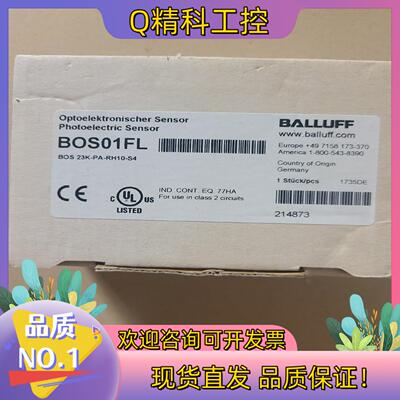 Q精科工控
Optoelektronischer Sensor
Photoelectric Sensor
BOS01FL
BOS 23K-PA-RH10-S4
BALLUFF
www.balluff.com
Europe +49 7158 173-370
America 1-800-543-8390
Country of Origin
Germany
1 Stück/pcs 1735DE
214873
CE
C UL US
LISTED
IND. CONT. EQ. 77HA
For use in class 2 circuits
品质
NO.1
欢迎咨询可开发票
现货直发 品质保证!